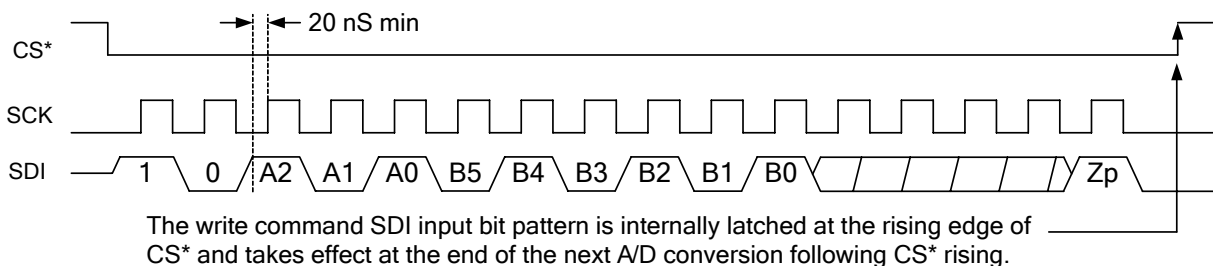 20 nS min
CS*
SCK
SDI 1 0 A2 A1 A0 B5 B4 B3 B2 B1 B0 Zp
The write command SDI input bit pattern is internally latched at the rising edge of
CS* and takes effect at the end of the next A/D conversion following CS* rising.